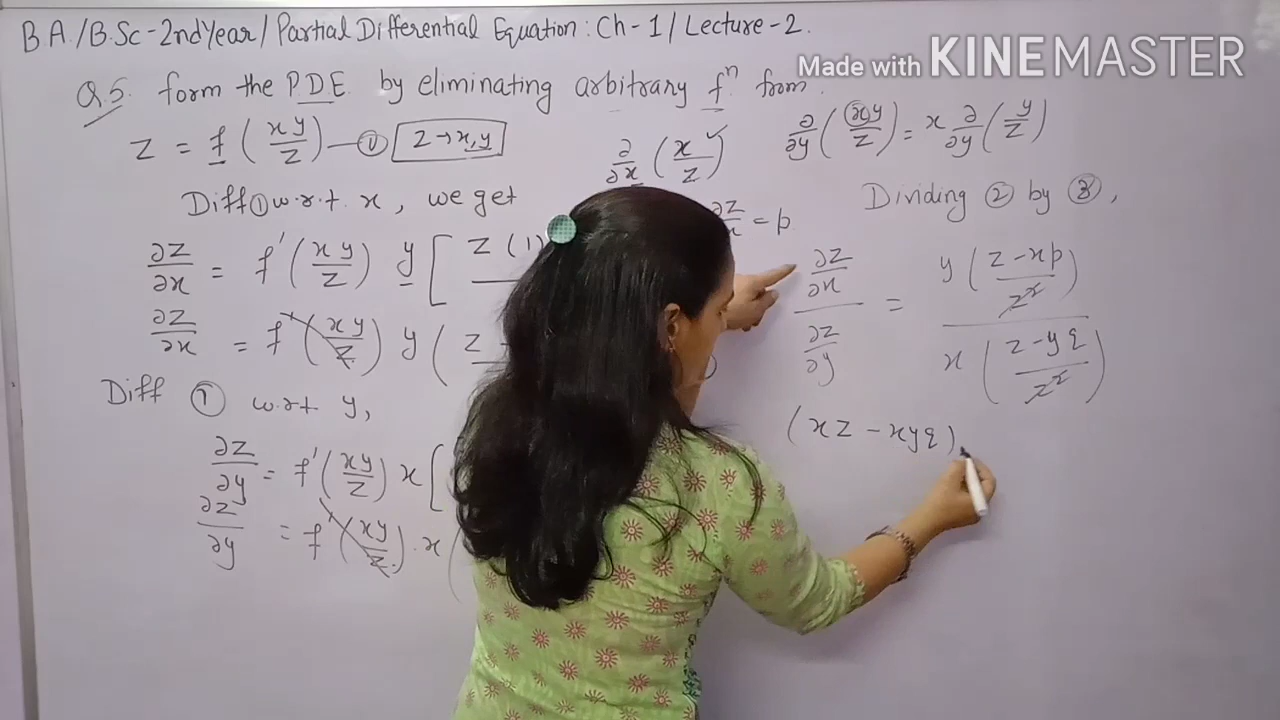 B.A./B.Sc-2nd Year/Partial Differential Equation: Ch-1/Lecture-2.
Made with KINEMASTER
Q.5. form the PDE by eliminating arbitrary fⁿ from.
Z = f(xy/Z) — ① Z→x,y
∂/∂x (x/Z)
∂/∂y (xy/Z) = x ∂/∂y (y/Z)
Diff ① w.r.t. x, we get
∂Z/∂x = f'(xy/Z) y [ Z(1)
∂Z/∂x = f'(xy/Z) y ( Z
Diff ① w.r.t y,
∂Z/∂y = f'(xy/Z) x [
∂Z/∂y = f'(xy/Z) . x
= p
Dividing ② by ③,
∂Z/∂x / ∂Z/∂y = y (Z-xp/Z²) / x (Z-yq/Z²)
(xZ - xyq)